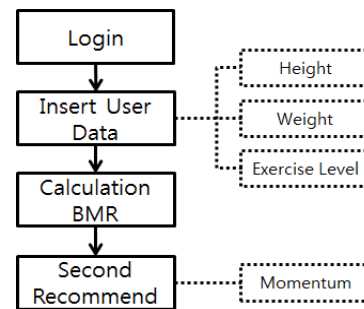 Login
Insert User
Data
Height
Weight
Exercise Level
Calculation
BMR
Second
Recommend
Momentum